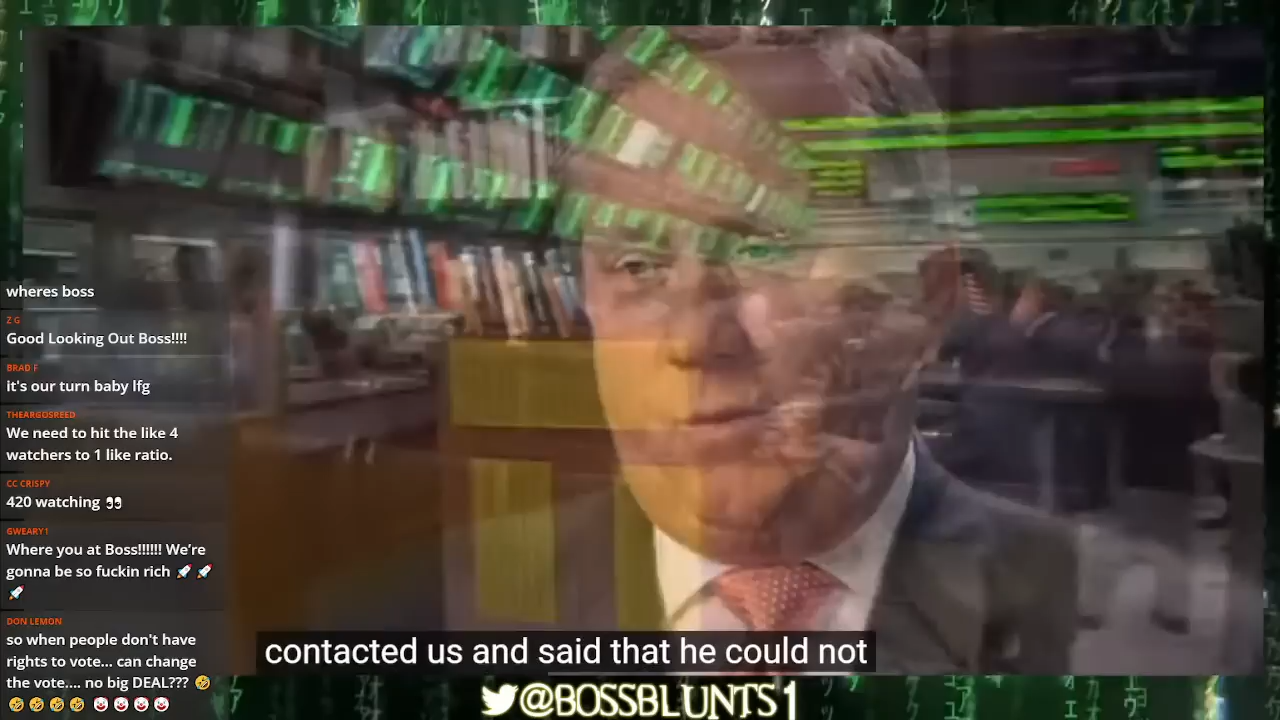 wheres boss
Z G
Good Looking Out Boss!!!!
BRAD F
it's our turn baby lfg
THEARGOSREED
We need to hit the like 4
watchers to 1 like ratio.
CC CRISPY
420 watching 👀
GWEARY1
Where you at Boss!!!!!! We're
gonna be so fuckin rich 🚀 🚀
🚀
DON LEMON
so when people don't have
rights to vote... can change
the vote.... no big DEAL??? 🤣
🤣 🤣 🤣 🤣 🤡 🤡 🤡 🤡
contacted us and said that he could not
@BOSSBLUNTS1